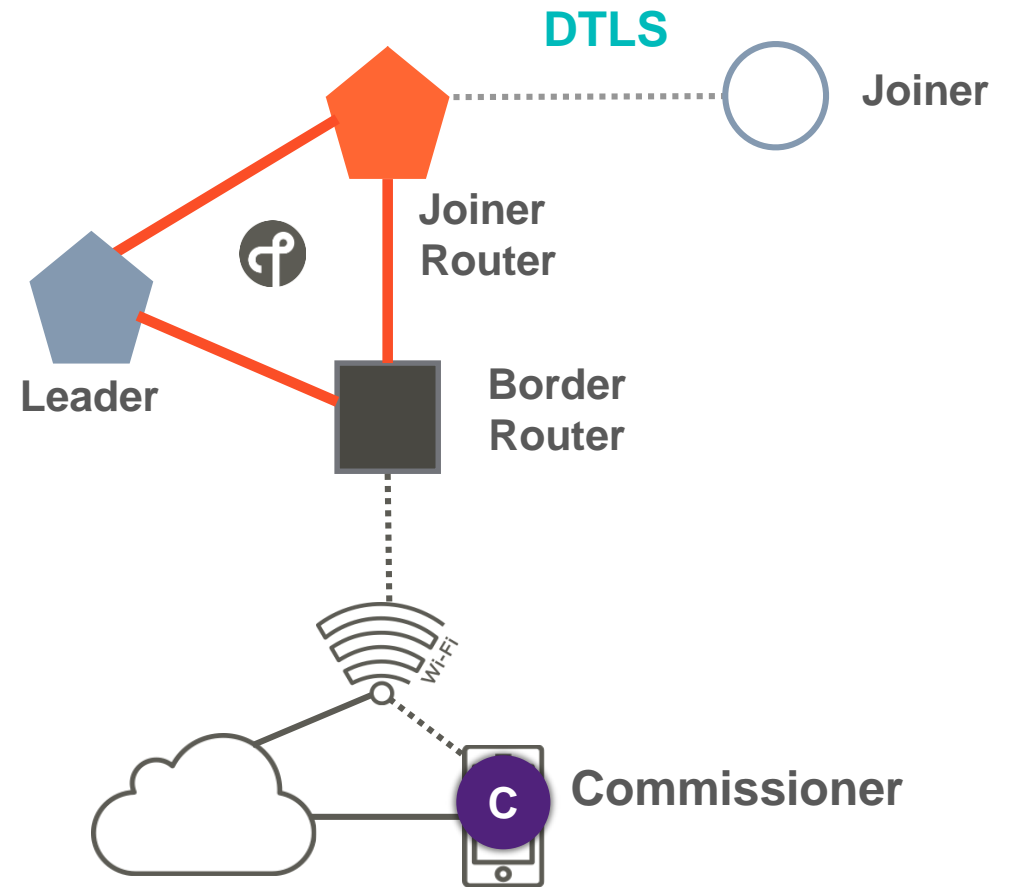 DTLS
Joiner
Joiner
Router
Leader
Border
Router
Wi-Fi
C
Commissioner